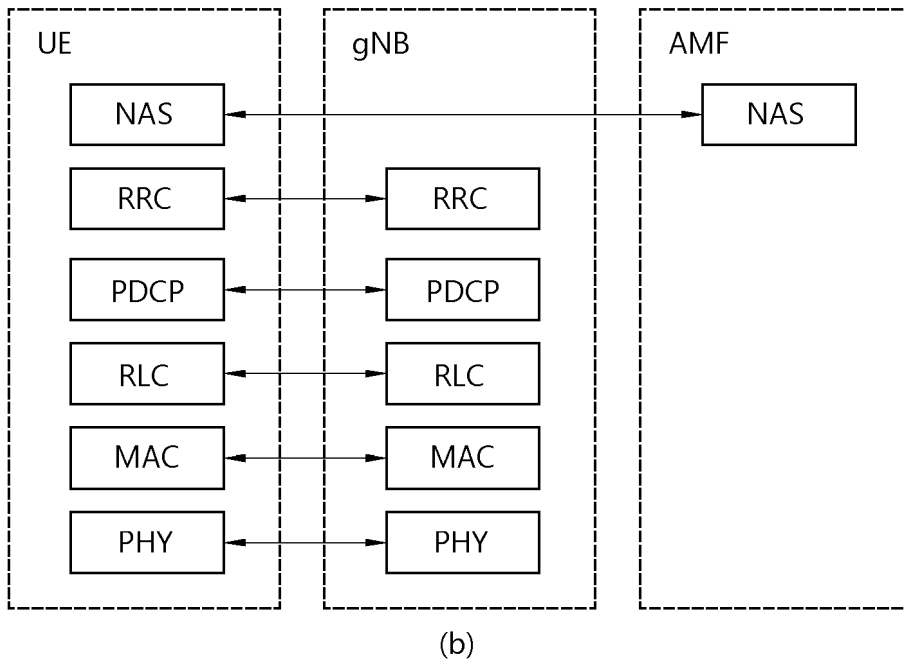 UE gNB AMF
NAS NAS
RRC RRC
PDCP PDCP
RLC RLC
MAC MAC
PHY PHY
(b)